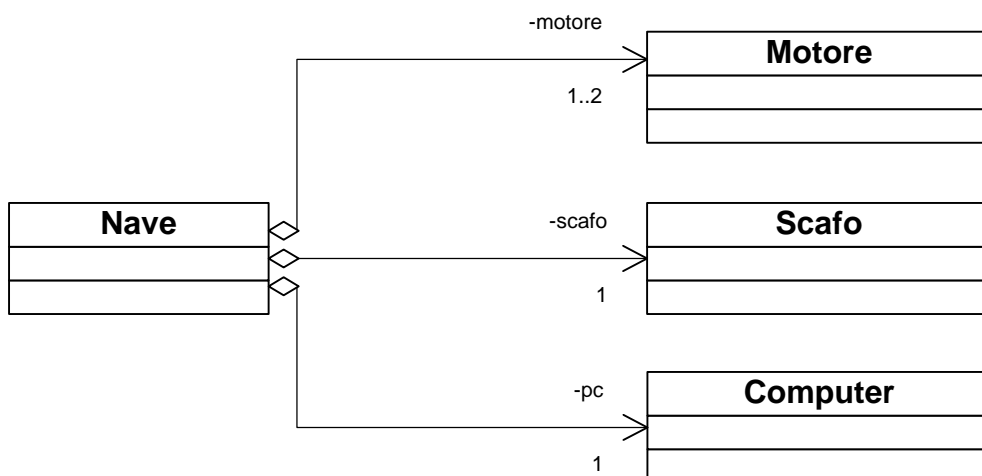 -motore
Motore
1..2
Nave
-scafo
Scafo
1
-pc
Computer
1